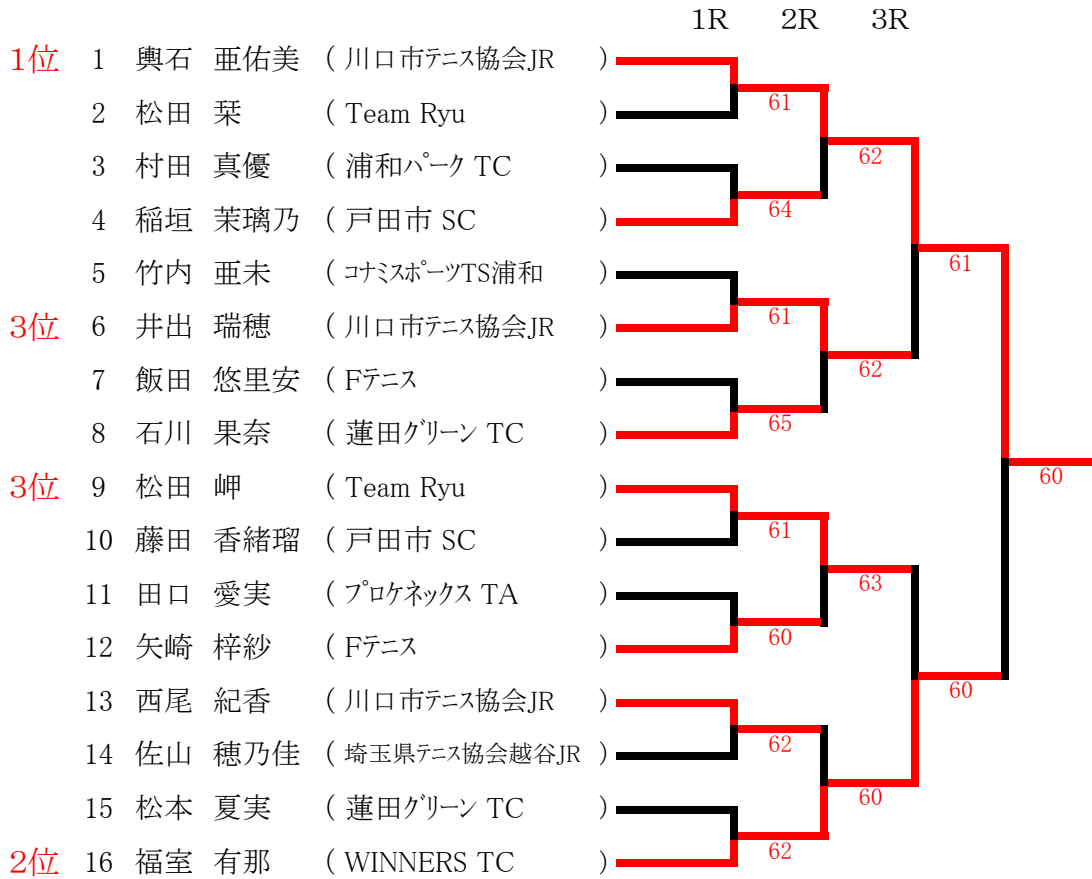 1R 2R 3R
1位 1 輿石 亜佑美 ( 川口市テニス協会JR )
61
2 松田 栞 ( Team Ryu )
62
3 村田 真優 ( 浦和パーク TC )
64
4 稲垣 茉璃乃 ( 戸田市 SC )
61
5 竹内 亜未 ( コナミスポーツTS浦和 )
61
3位 6 井出 瑞穂 ( 川口市テニス協会JR )
62
7 飯田 悠里安 ( Fテニス )
65
8 石川 果奈 ( 蓮田グリーン TC )
60
3位 9 松田 岬 ( Team Ryu )
61
10 藤田 香緒瑠 ( 戸田市 SC )
63
11 田口 愛実 ( プロケネックス TA )
60
12 矢崎 梓紗 ( Fテニス )
60
13 西尾 紀香 ( 川口市テニス協会JR )
62
14 佐山 穂乃佳 ( 埼玉県テニス協会越谷JR )
60
15 松本 夏実 ( 蓮田グリーン TC )
62
2位 16 福室 有那 ( WINNERS TC )